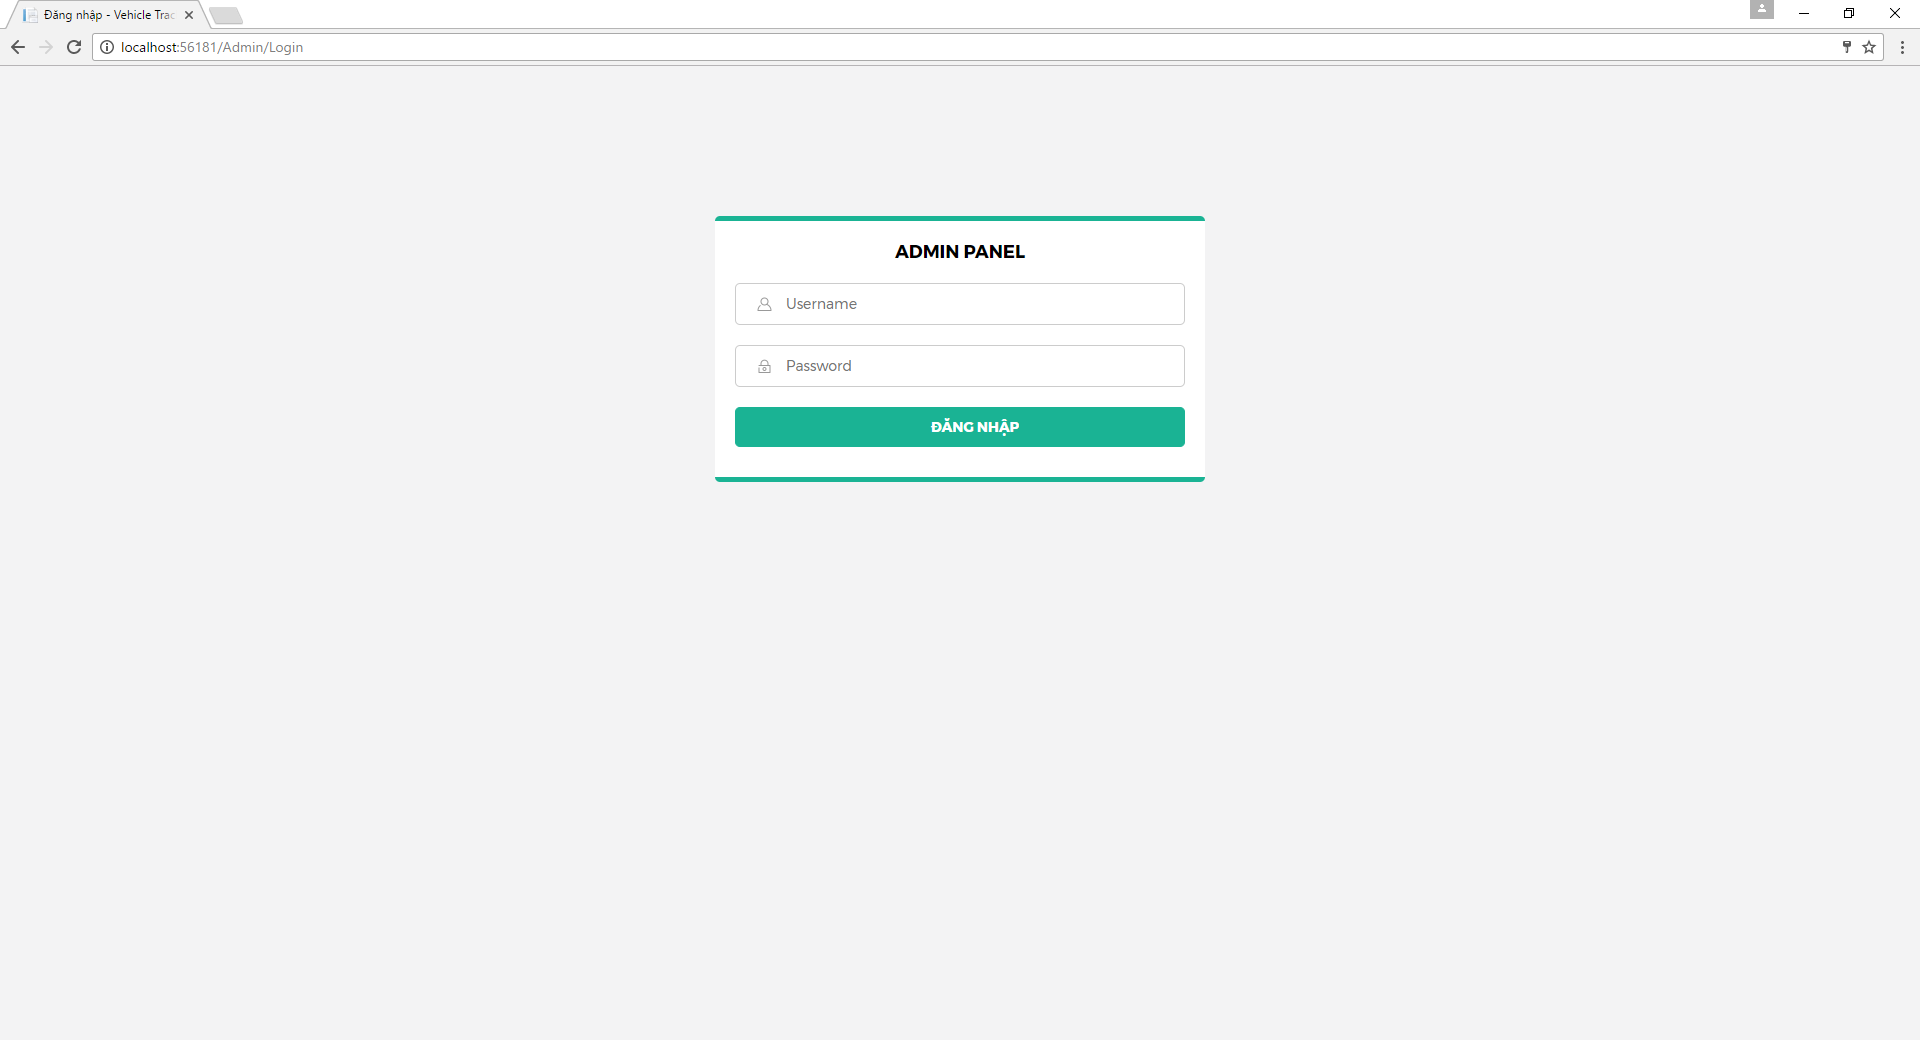 Đăng nhập - Vehicle Trac
localhost:56181/Admin/Login
ADMIN PANEL
Username
Password
ĐĂNG NHẬP